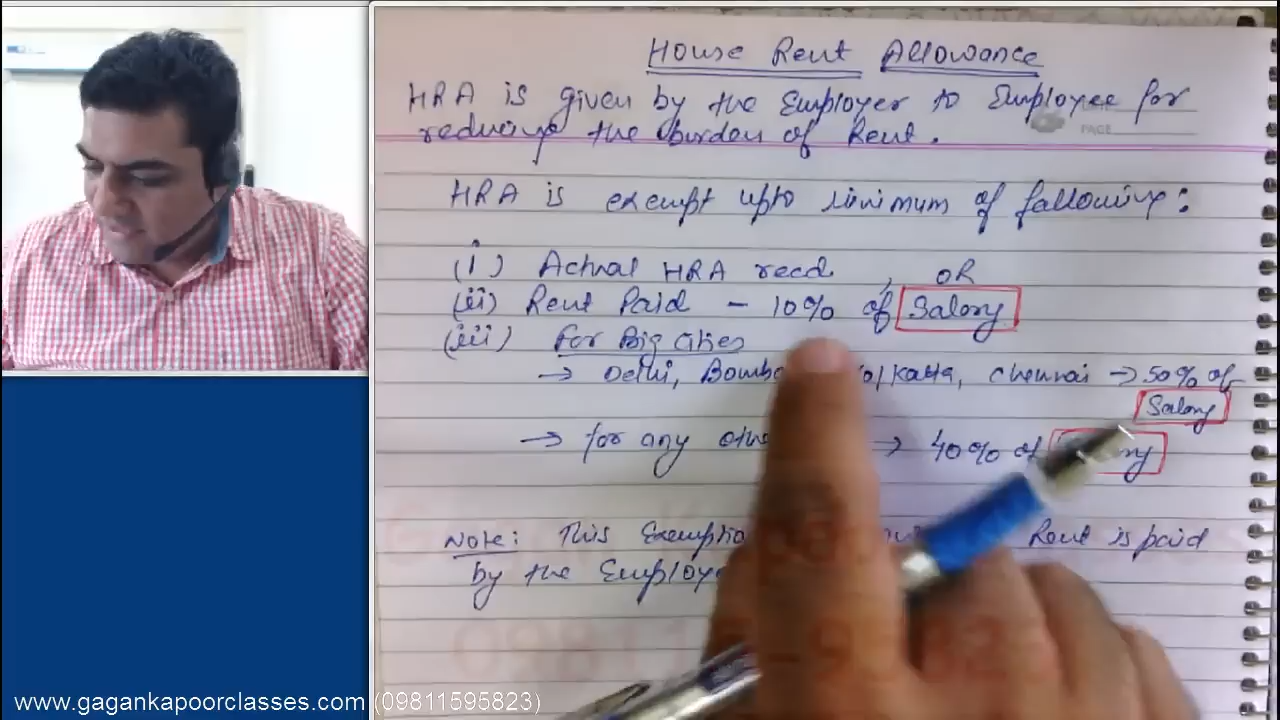 House Rent Allowance
HRA is given by the Employer to Employee for
PAGE
reducing the burden of Rent.
HRA is exempt upto minimum of following:
(i) Actual HRA recd, OR
(ii) Rent Paid - 10% of Salary
(iii) For Big cities
→ Delhi, Chennai → 50% of
Salary
→ for any → 40% of
Note: This Rent is paid
by the
www.gagankapoorclasses.com (09811595823)